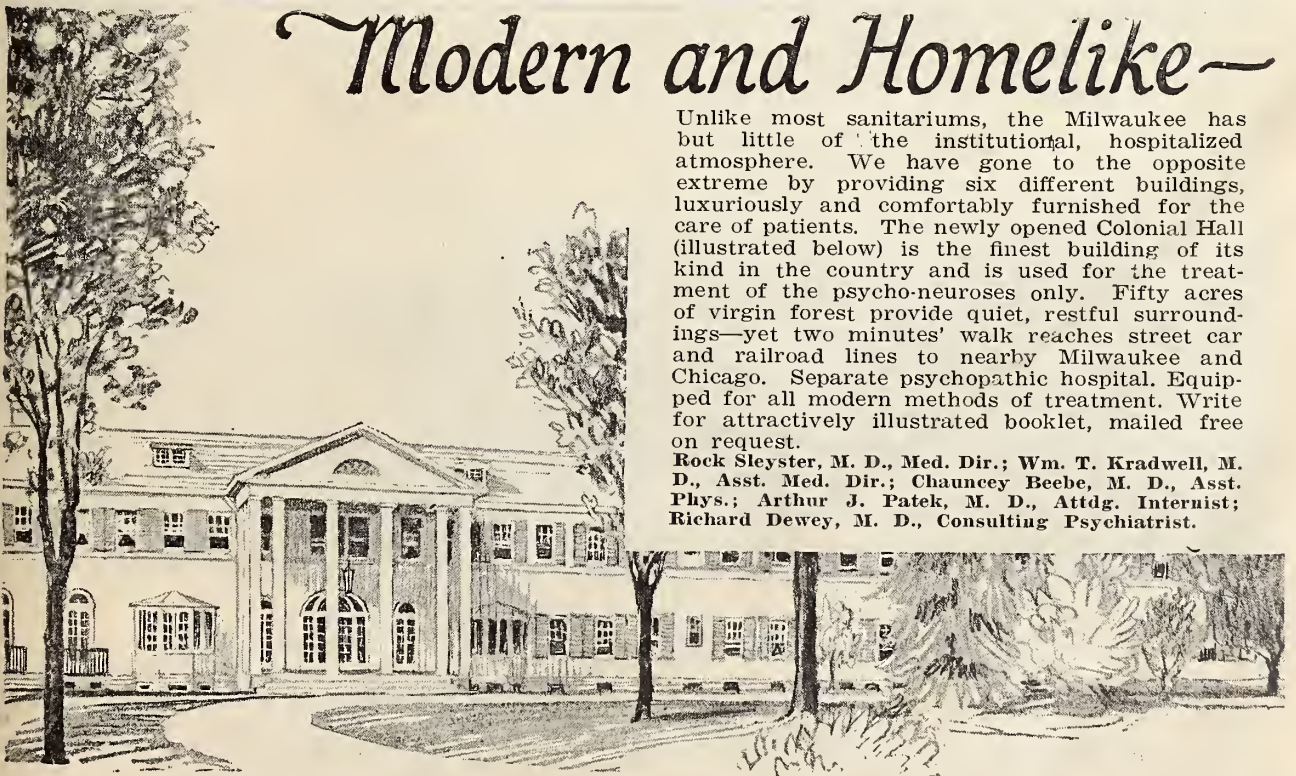 Modern and Homelike—
Unlike most sanitariums, the Milwaukee has
but little of the institutional, hospitalized
atmosphere. We have gone to the opposite
extreme by providing six different buildings,
luxuriously and comfortably furnished for the
care of patients. The newly opened Colonial Hall
(illustrated below) is the finest building of its
kind in the country and is used for the treat-
ment of the psycho-neuroses only. Fifty acres
of virgin forest provide quiet, restful surround-
ings—yet two minutes' walk reaches street car
and railroad lines to nearby Milwaukee and
Chicago. Separate psychopathic hospital. Equip-
ped for all modern methods of treatment. Write
for attractively illustrated booklet, mailed free
on request.
Rock Sleyster, M. D., Med. Dir.; Wm. T. Kradwell, M.
D., Asst. Med. Dir.; Chauncey Beebe, M. D., Asst.
Phys.; Arthur J. Patek, M. D., Attdg. Internist;
Richard Dewey, M. D., Consulting Psychiatrist.